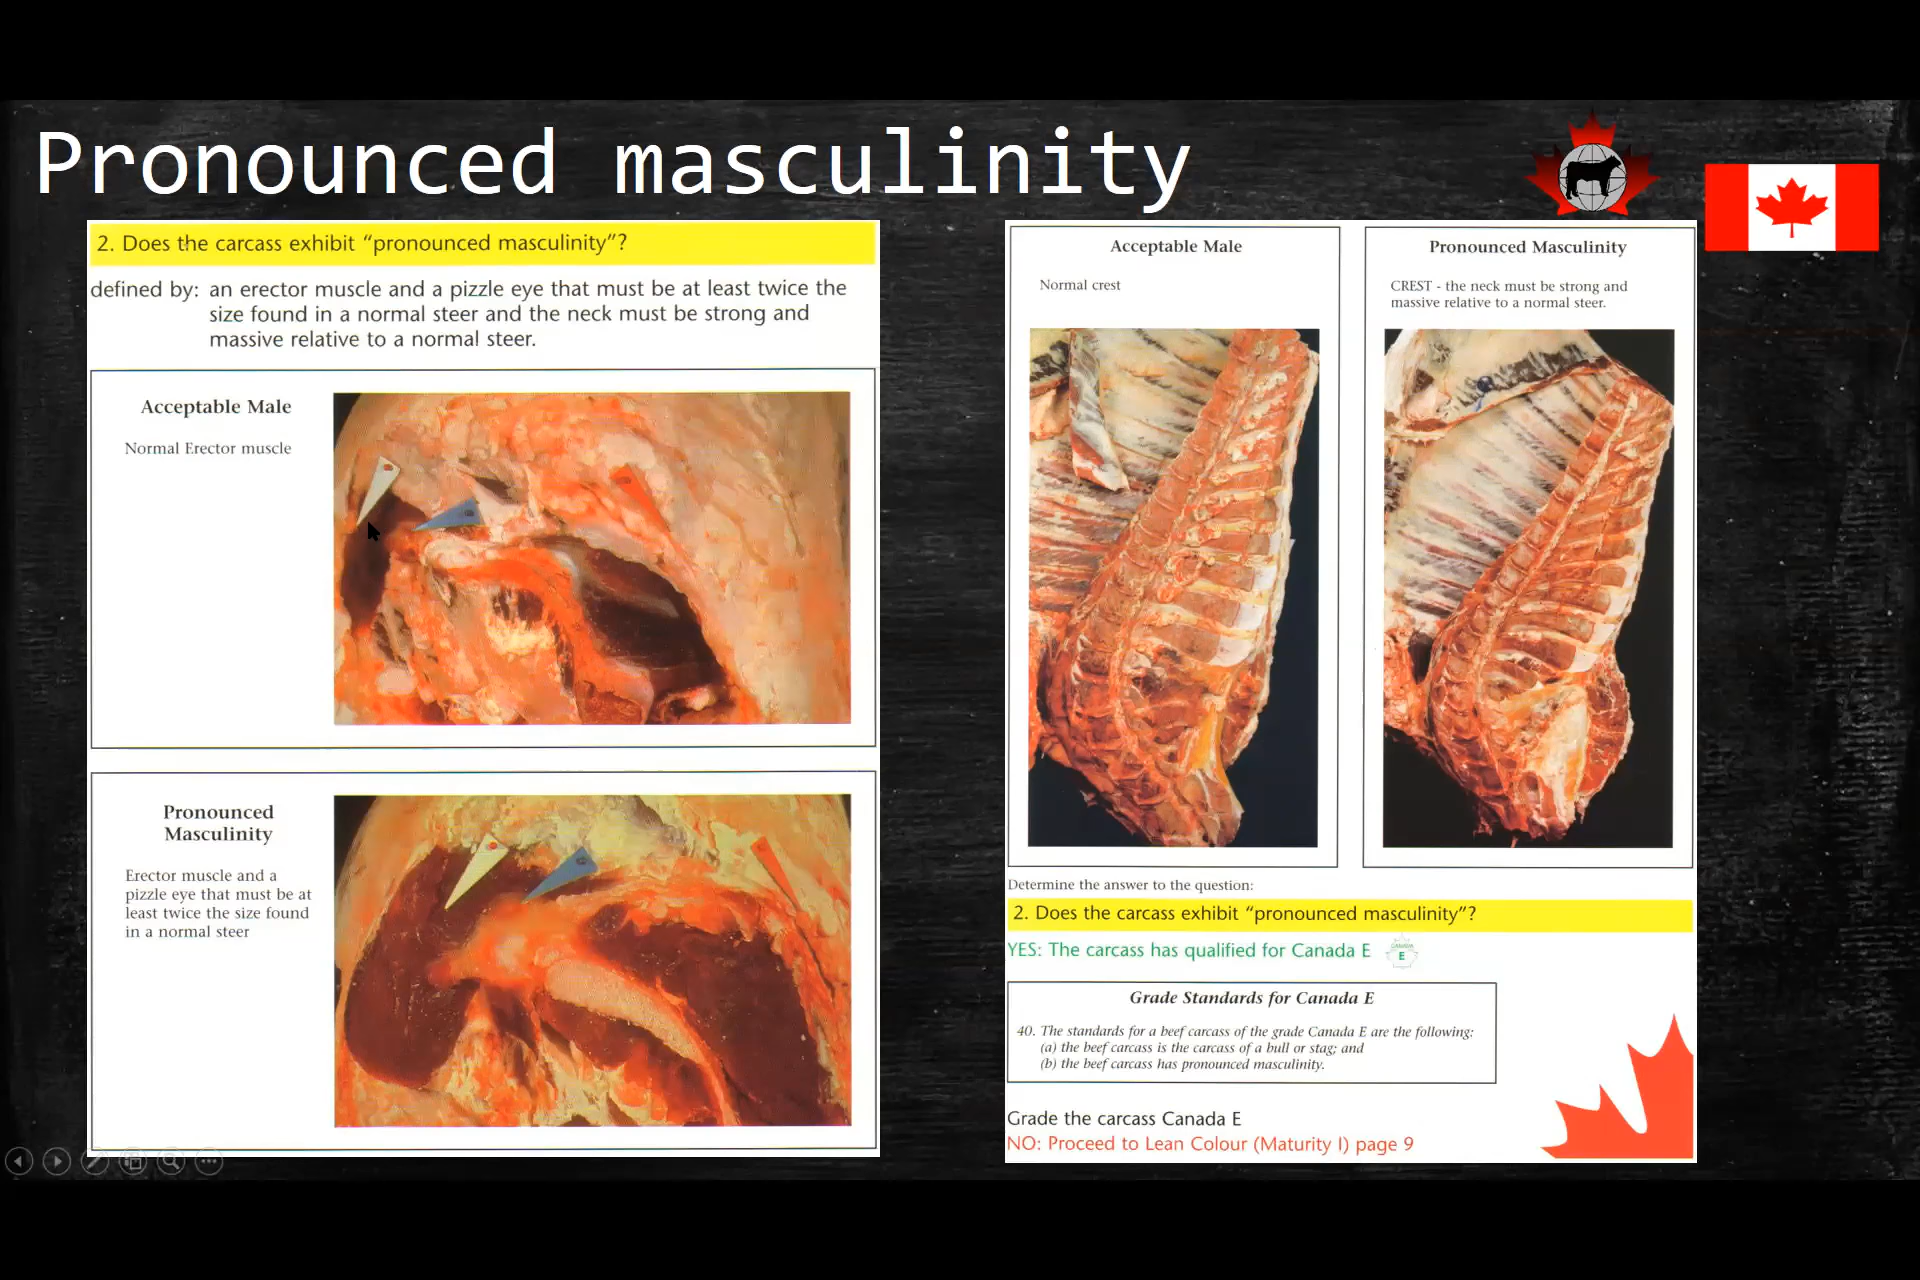 Pronounced masculinity
2. Does the carcass exhibit “pronounced masculinity”?
defined by: an erector muscle and a pizzle eye that must be at least twice the
size found in a normal steer and the neck must be strong and
massive relative to a normal steer.
Acceptable Male
Normal Erector muscle
Pronounced
Masculinity
Erector muscle and a
pizzle eye that must be at
least twice the size found
in a normal steer
Acceptable Male
Normal crest
Pronounced Masculinity
CREST - the neck must be strong and
massive relative to a normal steer.
Determine the answer to the question:
2. Does the carcass exhibit “pronounced masculinity”?
YES: The carcass has qualified for Canada E
CANADA
E
Grade Standards for Canada E
40. The standards for a beef carcass of the grade Canada E are the following:
(a) the beef carcass is the carcass of a bull or stag; and
(b) the beef carcass has pronounced masculinity.
Grade the carcass Canada E
NO: Proceed to Lean Colour (Maturity I) page 9